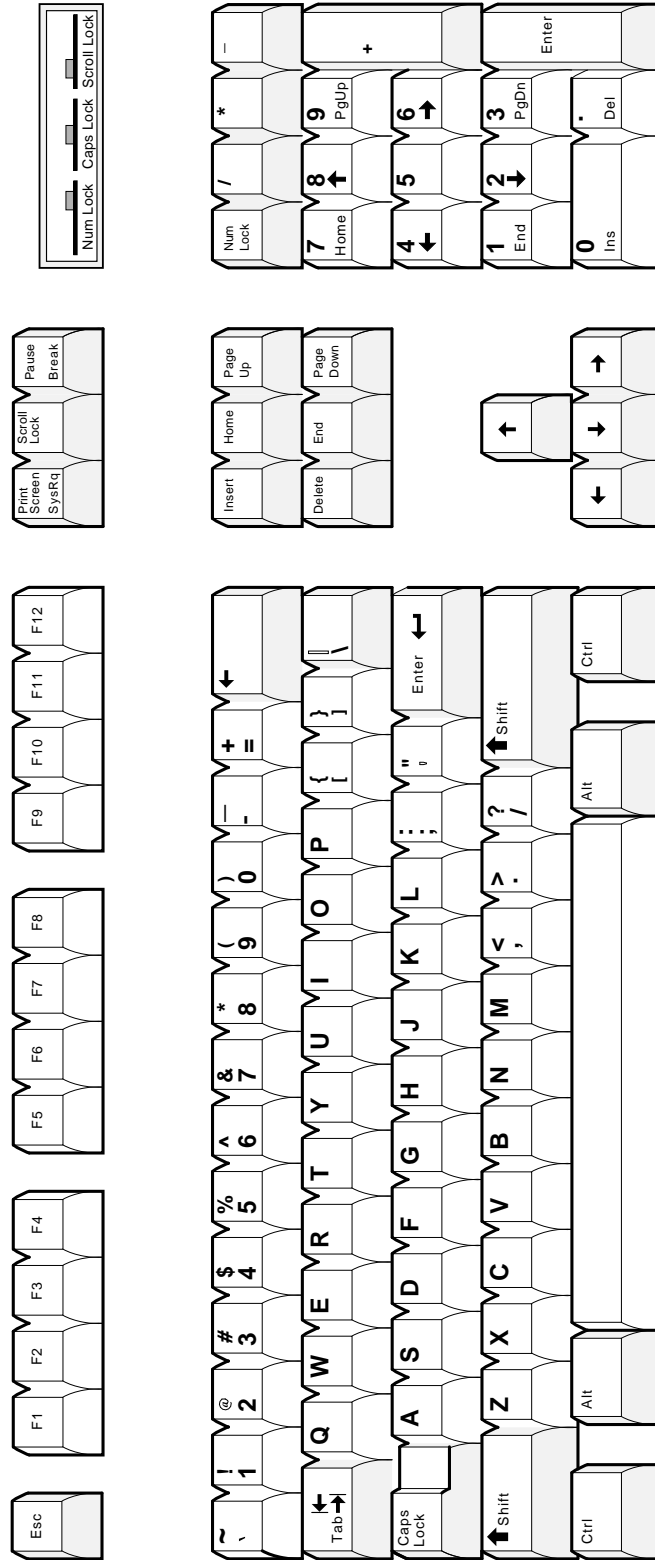 Esc
F1 F2 F3 F4
F5 F6 F7 F8
F9 F10 F11 F12
Print
Screen
SysRq
Scroll
Lock
Pause
Break
Num Lock Caps Lock Scroll Lock
~ ! @ # $ % ^ & * ( ) _ +
` 1 2 3 4 5 6 7 8 9 0 - = ←
Insert Home
Page
Up
Num
Lock
/ * -
Tab
Q W E R T Y U I O P
{ } |
[ ] \
Delete End
Page
Down
7 8 9
Home ↑ PgUp
+
Caps
Lock
A S D F G H J K L
: "
; '
Enter ↵
4 5 6
← →
Shift
Z X C V B N M
< > ?
, . /
Shift
↑
1 2 3
End ↓ PgDn
Enter
Ctrl Alt Alt Ctrl
← ↓ →
0 .
Ins Del